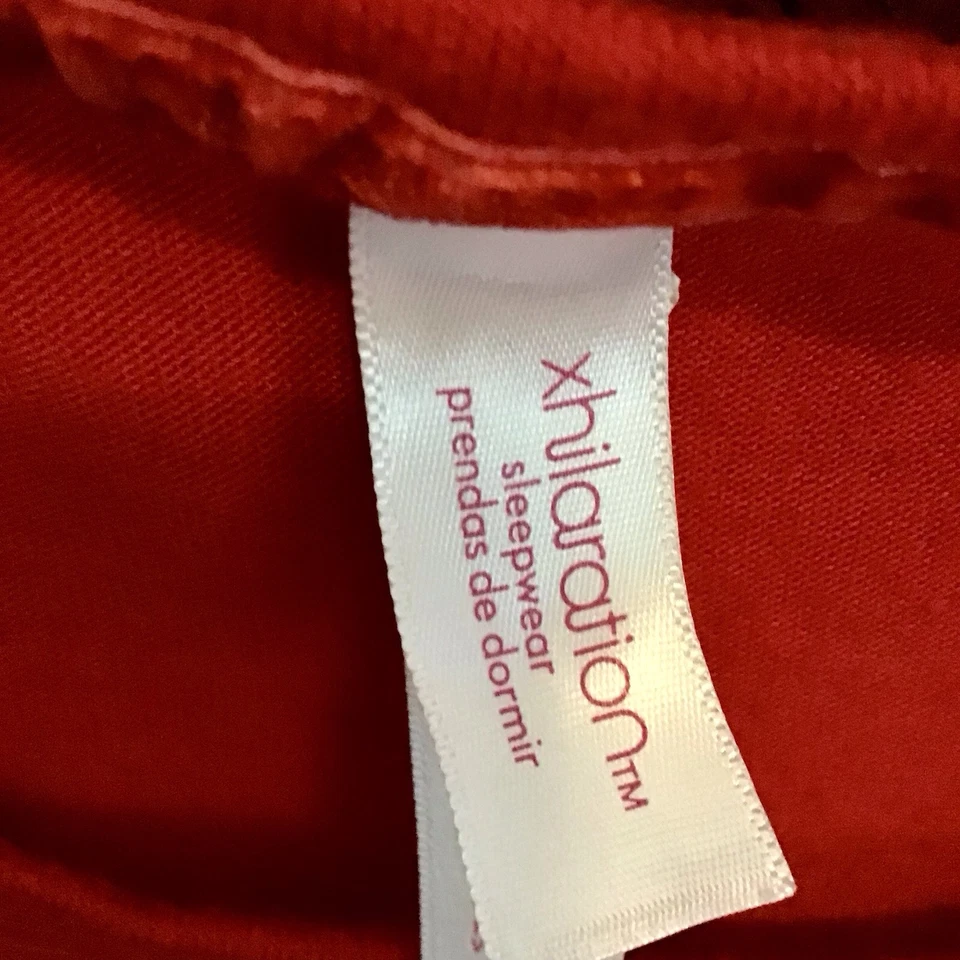 xhilaration™
sleepwear
prendas de dormir